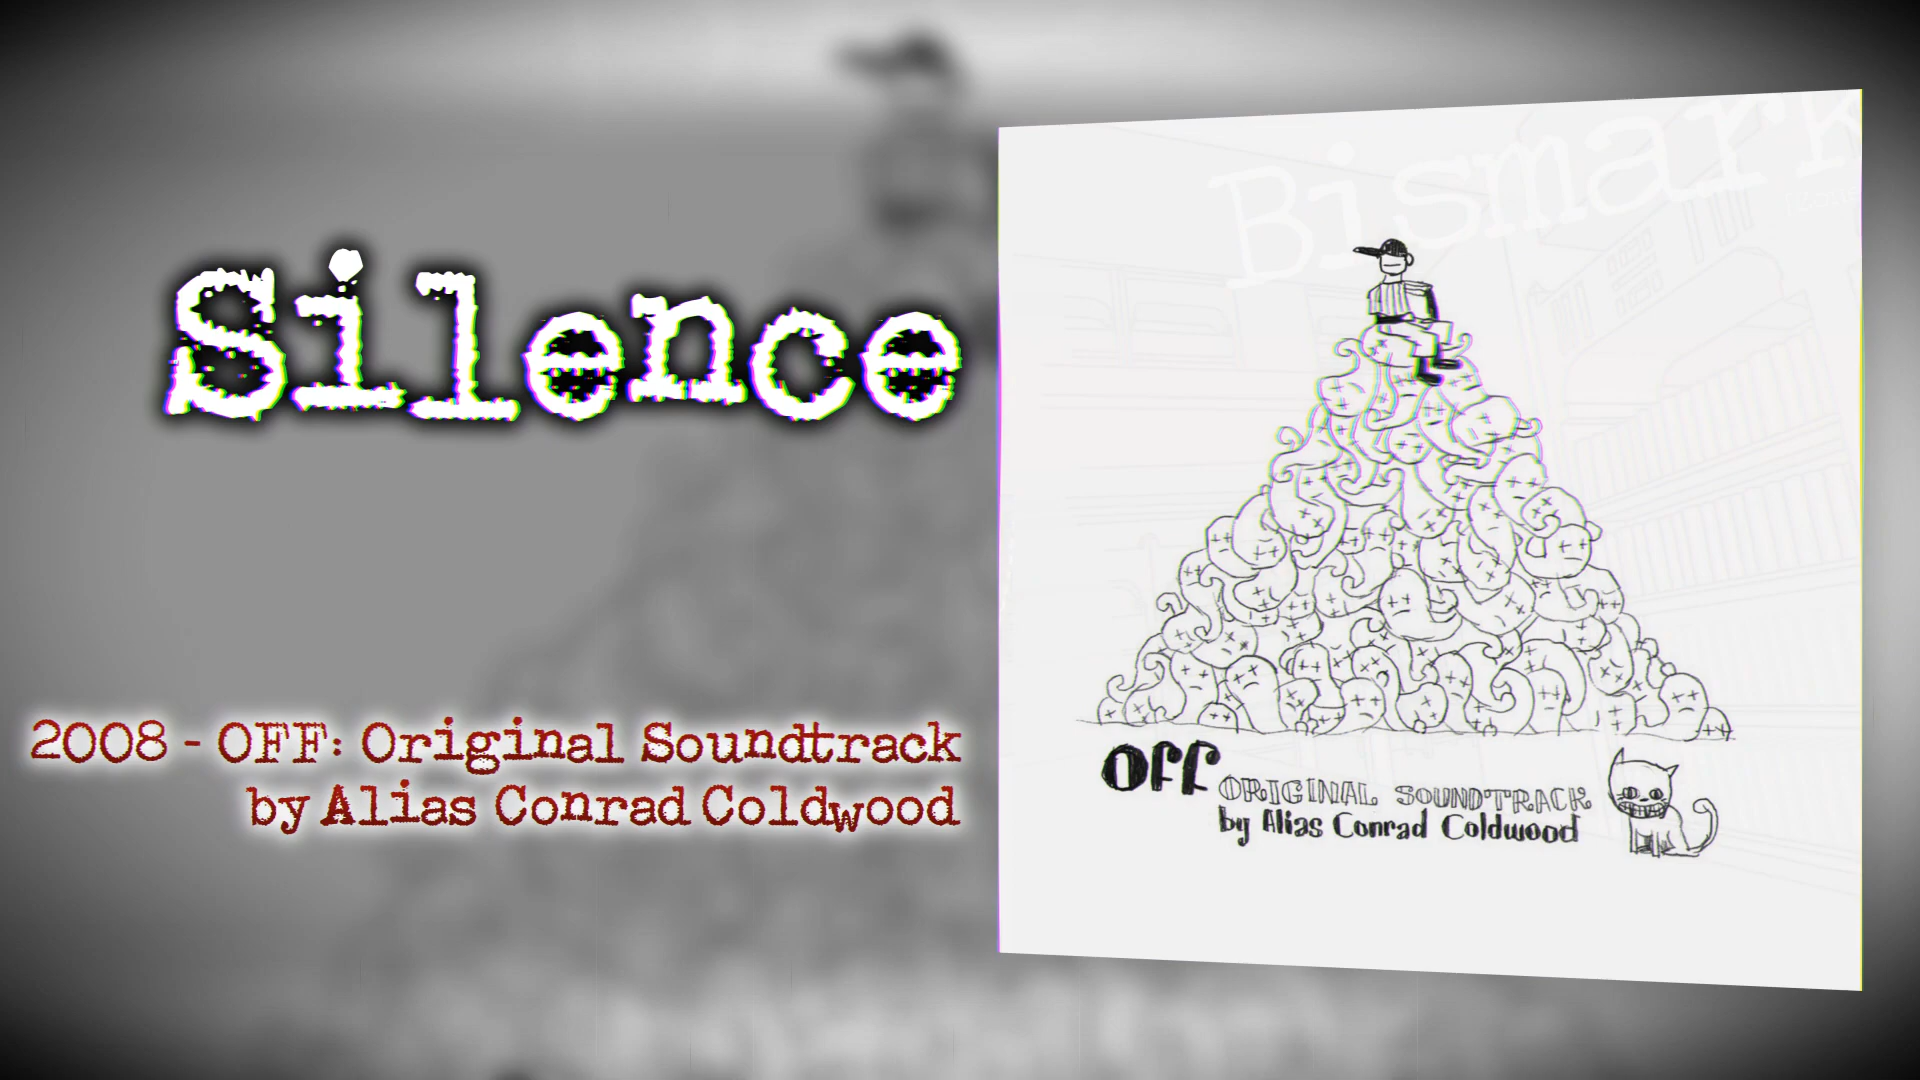 Silence
2008 - OFF: Original Soundtrack
by Alias Conrad Coldwood
Bismark
OFF ORIGINAL SOUNDTRACK
by Alias Conrad Coldwood